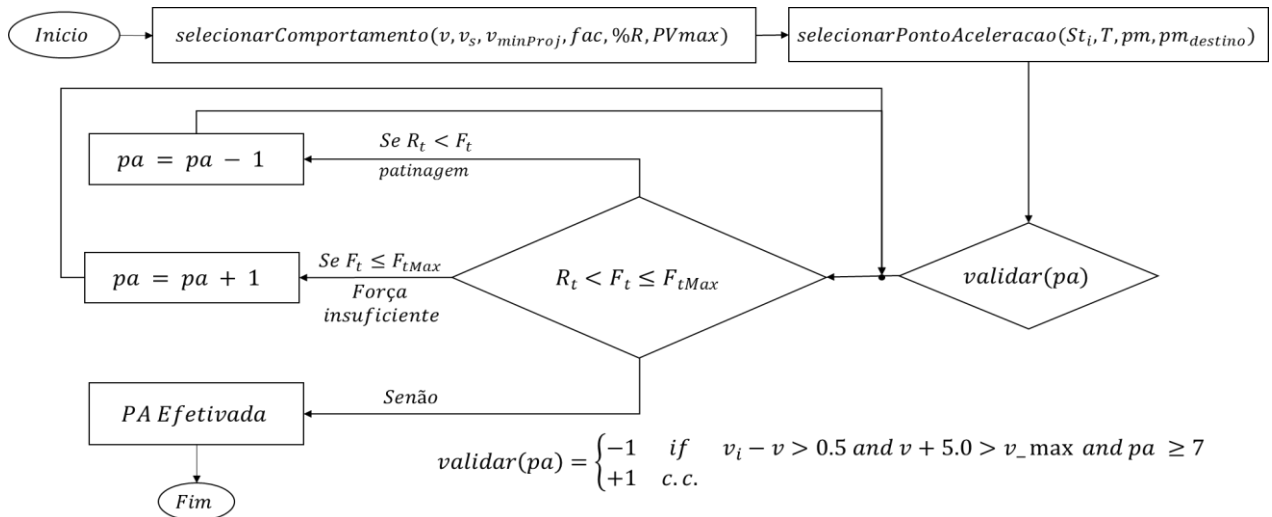 Inicio
selecionarComportamento(v, v_s, v_minProj, fac, %R, PVmax)
selecionarPontoAceleracao(St_i, T, pm, pm_destino)
pa = pa − 1
Se R_t < F_t
patinagem
pa = pa + 1
Se F_t ≤ F_tMax
Força
insuficiente
R_t < F_t ≤ F_tMax
validar(pa)
PA Efetivada
Senão
validar(pa) = {−1 if v_i − v > 0.5 and v + 5.0 > v_max and pa ≥ 7
+1 c.c.
Fim